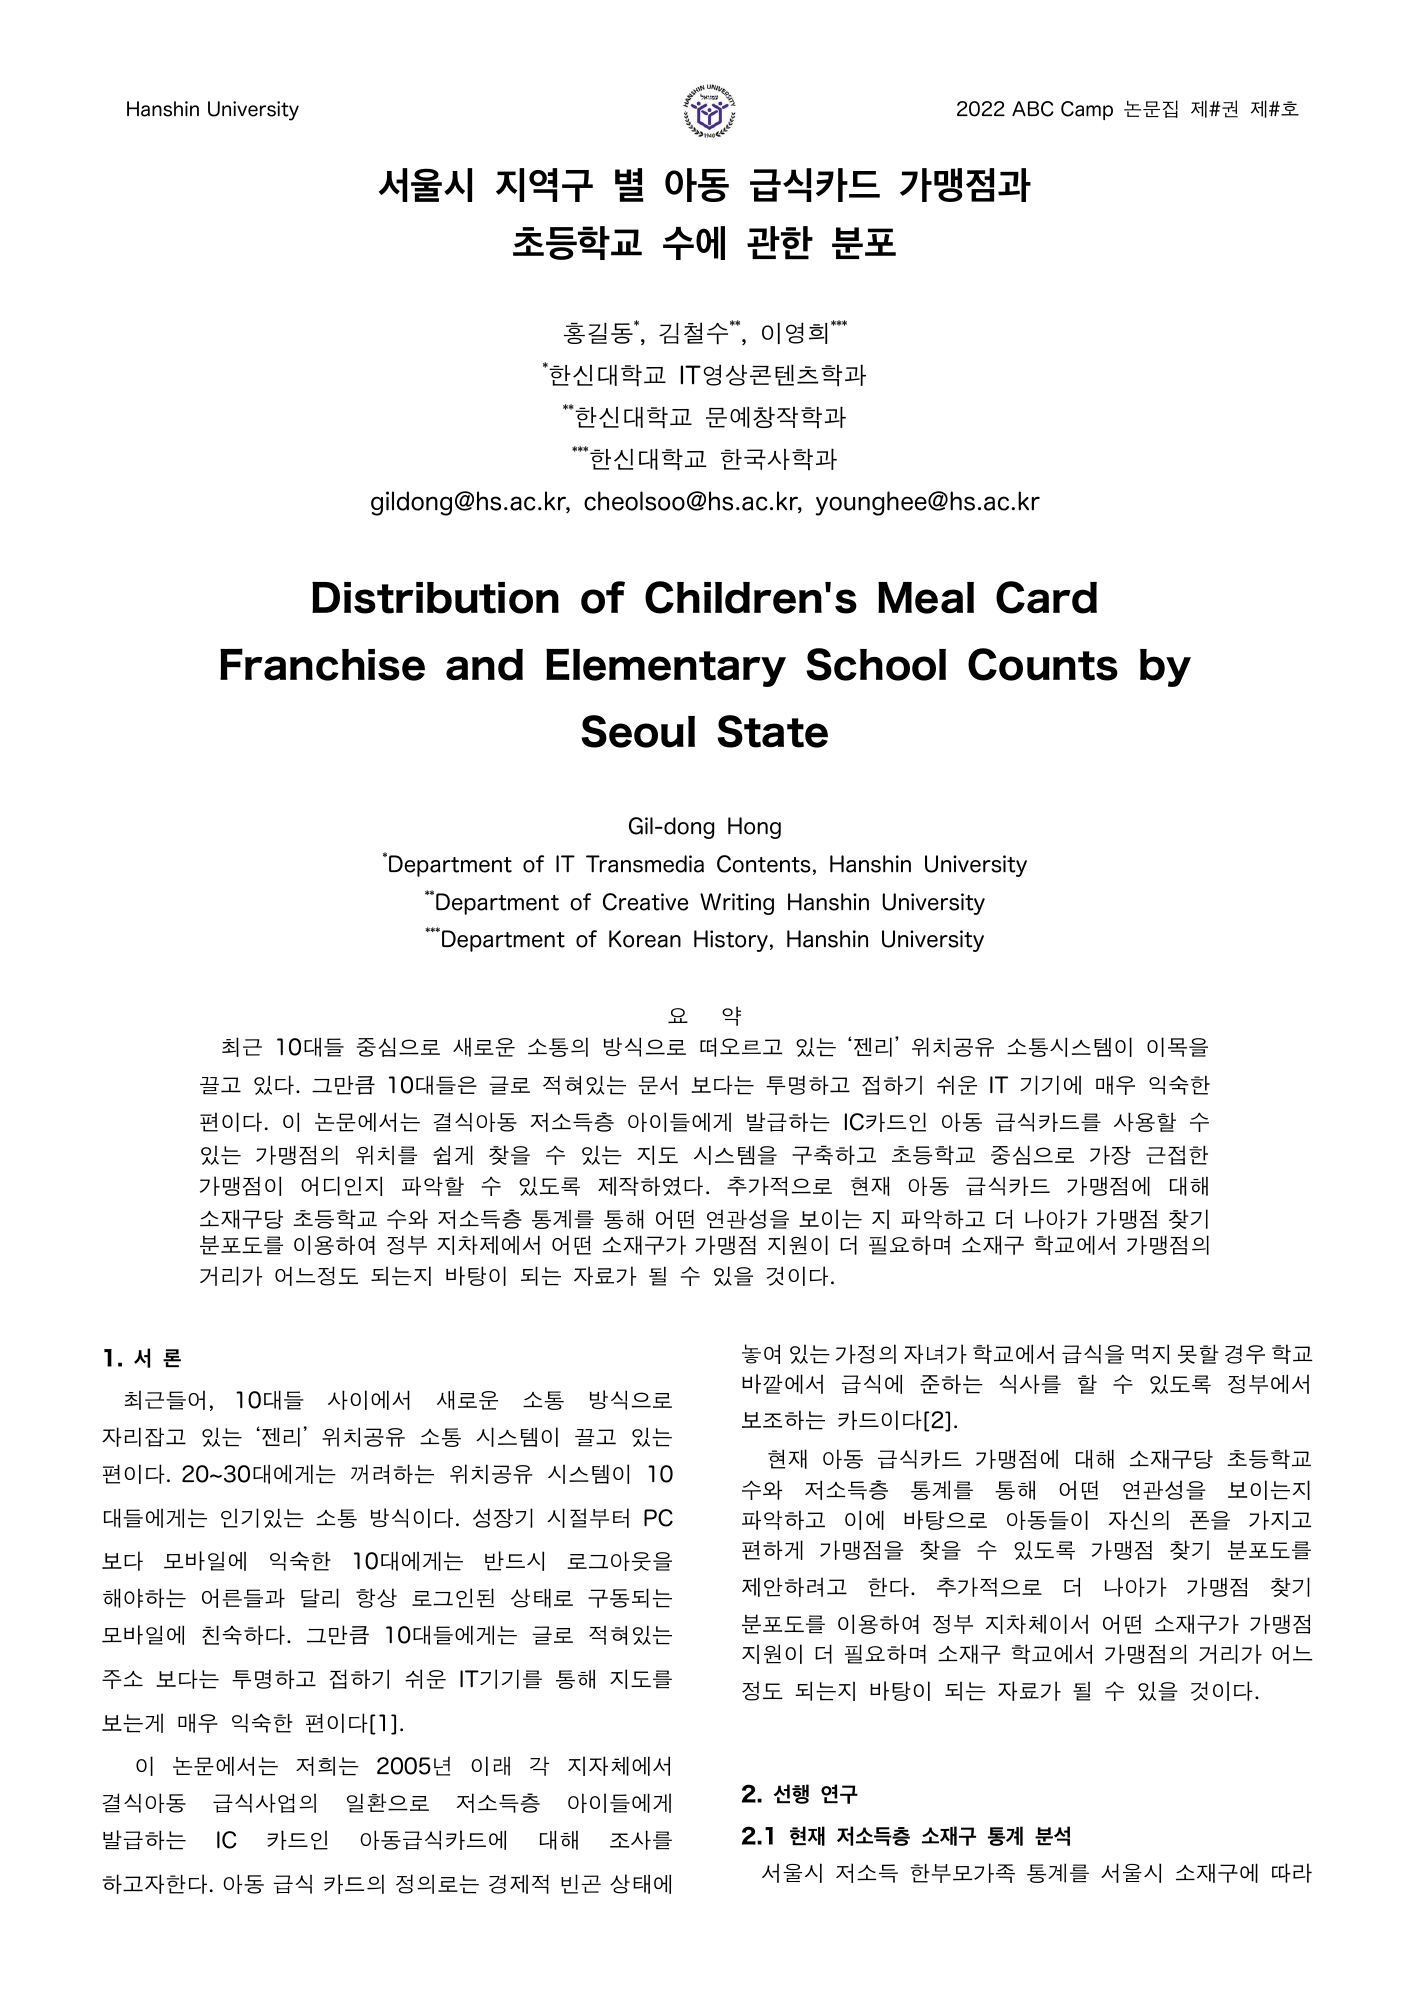 Hanshin University
HANSHIN UNIVERSITY
1940
2022 ABC Camp 논문집 제#권 제#호
서울시 지역구 별 아동 급식카드 가맹점과
초등학교 수에 관한 분포
홍길동*, 김철수**, 이영희***
*한신대학교 IT영상콘텐츠학과
**한신대학교 문예창작학과
***한신대학교 한국사학과
gildong@hs.ac.kr, cheolsoo@hs.ac.kr, younghee@hs.ac.kr
Distribution of Children's Meal Card
Franchise and Elementary School Counts by
Seoul State
Gil-dong Hong
*Department of IT Transmedia Contents, Hanshin University
**Department of Creative Writing Hanshin University
***Department of Korean History, Hanshin University
요 약
최근 10대들 중심으로 새로운 소통의 방식으로 떠오르고 있는 ‘젠리’ 위치공유 소통시스템이 이목을
끌고 있다. 그만큼 10대들은 글로 적혀있는 문서 보다는 투명하고 접하기 쉬운 IT 기기에 매우 익숙한
편이다. 이 논문에서는 결식아동 저소득층 아이들에게 발급하는 IC카드인 아동 급식카드를 사용할 수
있는 가맹점의 위치를 쉽게 찾을 수 있는 지도 시스템을 구축하고 초등학교 중심으로 가장 근접한
가맹점이 어디인지 파악할 수 있도록 제작하였다. 추가적으로 현재 아동 급식카드 가맹점에 대해
소재구당 초등학교 수와 저소득층 통계를 통해 어떤 연관성을 보이는 지 파악하고 더 나아가 가맹점 찾기
분포도를 이용하여 정부 지차제에서 어떤 소재구가 가맹점 지원이 더 필요하며 소재구 학교에서 가맹점의
거리가 어느정도 되는지 바탕이 되는 자료가 될 수 있을 것이다.
1. 서 론
최근들어, 10대들 사이에서 새로운 소통 방식으로
자리잡고 있는 ‘젠리’ 위치공유 소통 시스템이 끌고 있는
편이다. 20~30대에게는 꺼려하는 위치공유 시스템이 10
대들에게는 인기있는 소통 방식이다. 성장기 시절부터 PC
보다 모바일에 익숙한 10대에게는 반드시 로그아웃을
해야하는 어른들과 달리 항상 로그인된 상태로 구동되는
모바일에 친숙하다. 그만큼 10대들에게는 글로 적혀있는
주소 보다는 투명하고 접하기 쉬운 IT기기를 통해 지도를
보는게 매우 익숙한 편이다[1].
이 논문에서는 저희는 2005년 이래 각 지자체에서
결식아동 급식사업의 일환으로 저소득층 아이들에게
발급하는 IC 카드인 아동급식카드에 대해 조사를
하고자한다. 아동 급식 카드의 정의로는 경제적 빈곤 상태에
놓여 있는 가정의 자녀가 학교에서 급식을 먹지 못할 경우 학교
바깥에서 급식에 준하는 식사를 할 수 있도록 정부에서
보조하는 카드이다[2].
현재 아동 급식카드 가맹점에 대해 소재구당 초등학교
수와 저소득층 통계를 통해 어떤 연관성을 보이는지
파악하고 이에 바탕으로 아동들이 자신의 폰을 가지고
편하게 가맹점을 찾을 수 있도록 가맹점 찾기 분포도를
제안하려고 한다. 추가적으로 더 나아가 가맹점 찾기
분포도를 이용하여 정부 지차체이서 어떤 소재구가 가맹점
지원이 더 필요하며 소재구 학교에서 가맹점의 거리가 어느
정도 되는지 바탕이 되는 자료가 될 수 있을 것이다.
2. 선행 연구
2.1 현재 저소득층 소재구 통계 분석
서울시 저소득 한부모가족 통계를 서울시 소재구에 따라